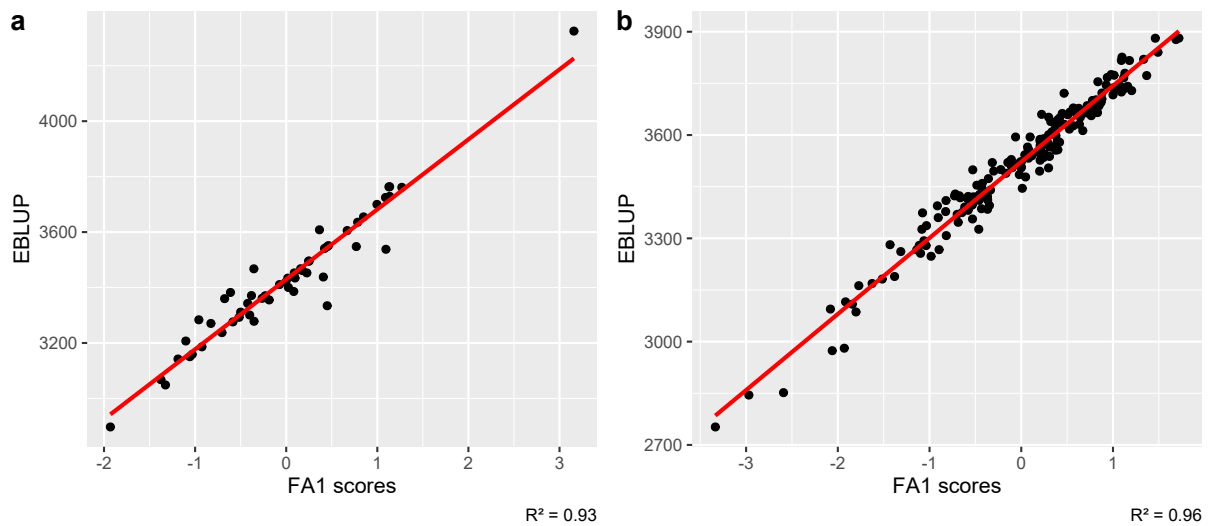 a
EBLUP
4000
3600
3200
-2 -1 0 1 2 3
FA1 scores
R² = 0.93
b
EBLUP
3900
3600
3300
3000
2700
-3 -2 -1 0 1
FA1 scores
R² = 0.96